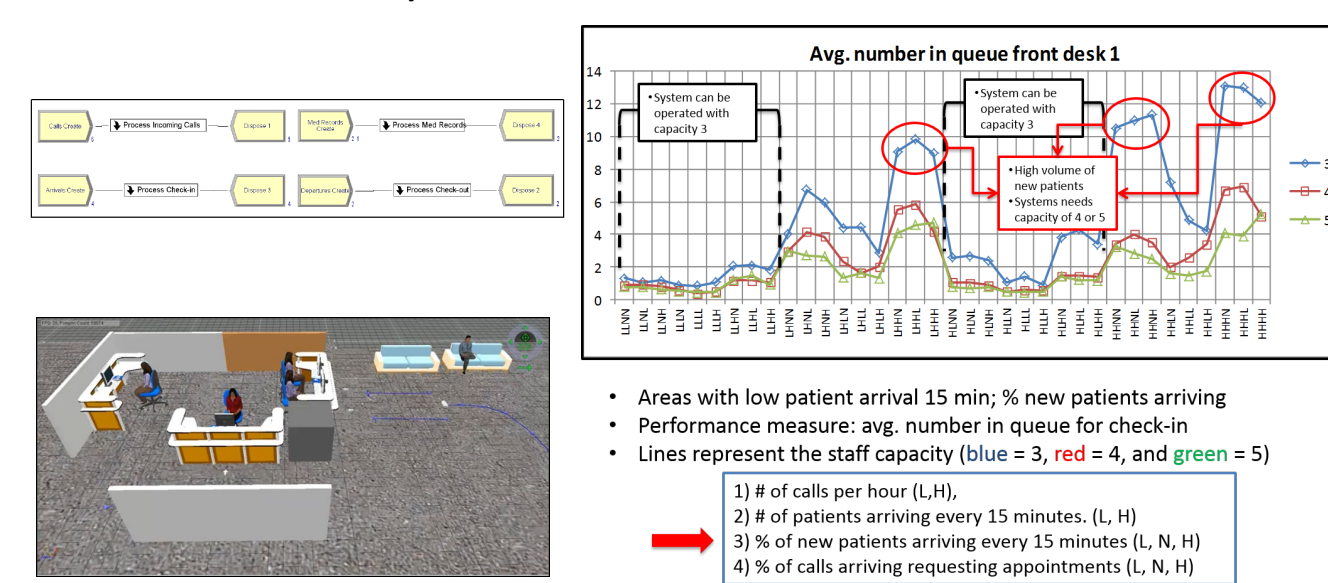 Calls Create
Process Incoming Calls
Dispose 1
Med Records
Create
Process Med Records
Dispose 4
Arrivals Create
Process Check-in
Dispose 3
Departures Create
Process Check-out
Dispose 2
Avg. number in queue front desk 1
14
12
10
8
6
4
2
0
•System can be
operated with
capacity 3
•System can be
operated with
capacity 3
•High volume of
new patients
•Systems needs
capacity of 4 or 5
3
4
5
LLNN
LLNL
LLNH
LLLN
LLLL
LLLH
LLHN
LLHL
LLHH
LHNN
LHNL
LHNH
LHLN
LHLL
LHLH
LHHN
LHHL
LHHH
HLNN
HLNL
HLNH
HLLN
HLLL
HLLH
HLHN
HLHL
HLHH
HHNN
HHNL
HHNH
HHLN
HHLL
HHLH
HHHN
HHHL
HHHH
• Areas with low patient arrival 15 min; % new patients arriving
• Performance measure: avg. number in queue for check-in
• Lines represent the staff capacity (blue = 3, red = 4, and green = 5)
1) # of calls per hour (L,H),
2) # of patients arriving every 15 minutes. (L, H)
3) % of new patients arriving every 15 minutes (L, N, H)
4) % of calls arriving requesting appointments (L, N, H)